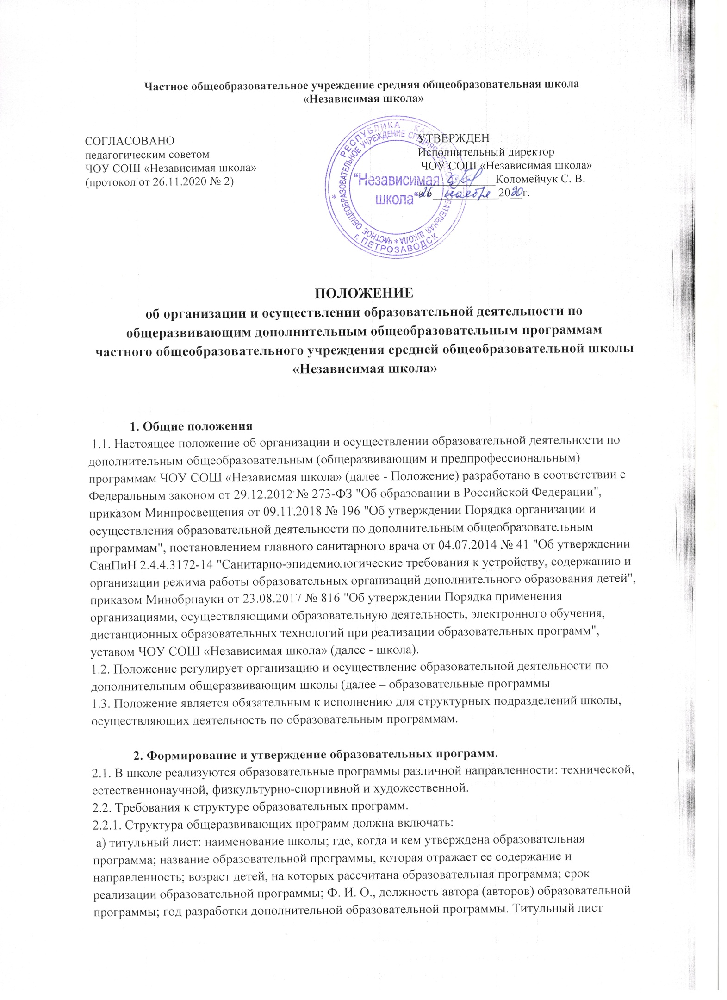 Частное общеобразовательное учреждение средняя общеобразовательная школа
«Независимая школа»
СОГЛАСОВАНО
педагогическим советом
ЧОУ СОШ «Независимая школа»
(протокол от 26.11.2020 № 2)
РЕСПУБЛИКА КАРЕЛИЯ
г. ПЕТРОЗАВОДСК
* ЧАСТНОЕ ОБЩЕОБРАЗОВАТЕЛЬНОЕ УЧРЕЖДЕНИЕ СРЕДНЯЯ ОБЩЕОБРАЗОВАТЕЛЬНАЯ ШКОЛА *
"Независимая
школа"
УТВЕРЖДЕН
Исполнительный директор
ЧОУ СОШ «Независимая школа»
____________Коломейчук С. В.
«26» ноября 2020г.
ПОЛОЖЕНИЕ
об организации и осуществлении образовательной деятельности по
общеразвивающим дополнительным общеобразовательным программам
частного общеобразовательного учреждения средней общеобразовательной школы
«Независимая школа»
1. Общие положения
1.1. Настоящее положение об организации и осуществлении образовательной деятельности по
дополнительным общеобразовательным (общеразвивающим и предпрофессиональным)
программам ЧОУ СОШ «Независмая школа» (далее - Положение) разработано в соответствии с
Федеральным законом от 29.12.2012 № 273-ФЗ "Об образовании в Российской Федерации",
приказом Минпросвещения от 09.11.2018 № 196 "Об утверждении Порядка организации и
осуществления образовательной деятельности по дополнительным общеобразовательным
программам", постановлением главного санитарного врача от 04.07.2014 № 41 "Об утверждении
СанПиН 2.4.4.3172-14 "Санитарно-эпидемиологические требования к устройству, содержанию и
организации режима работы образовательных организаций дополнительного образования детей",
приказом Минобрнауки от 23.08.2017 № 816 "Об утверждении Порядка применения
организациями, осуществляющими образовательную деятельность, электронного обучения,
дистанционных образовательных технологий при реализации образовательных программ",
уставом ЧОУ СОШ «Независимая школа» (далее - школа).
1.2. Положение регулирует организацию и осуществление образовательной деятельности по
дополнительным общеразвивающим школы (далее – образовательные программы
1.3. Положение является обязательным к исполнению для структурных подразделений школы,
осуществляющих деятельность по образовательным программам.
2. Формирование и утверждение образовательных программ.
2.1. В школе реализуются образовательные программы различной направленности: технической,
естественнонаучной, физкультурно-спортивной и художественной.
2.2. Требования к структуре образовательных программ.
2.2.1. Структура общеразвивающих программ должна включать:
а) титульный лист: наименование школы; где, когда и кем утверждена образовательная
программа; название образовательной программы, которая отражает ее содержание и
направленность; возраст детей, на которых рассчитана образовательная программа; срок
реализации образовательной программы; Ф. И. О., должность автора (авторов) образовательной
программы; год разработки дополнительной образовательной программы. Титульный лист